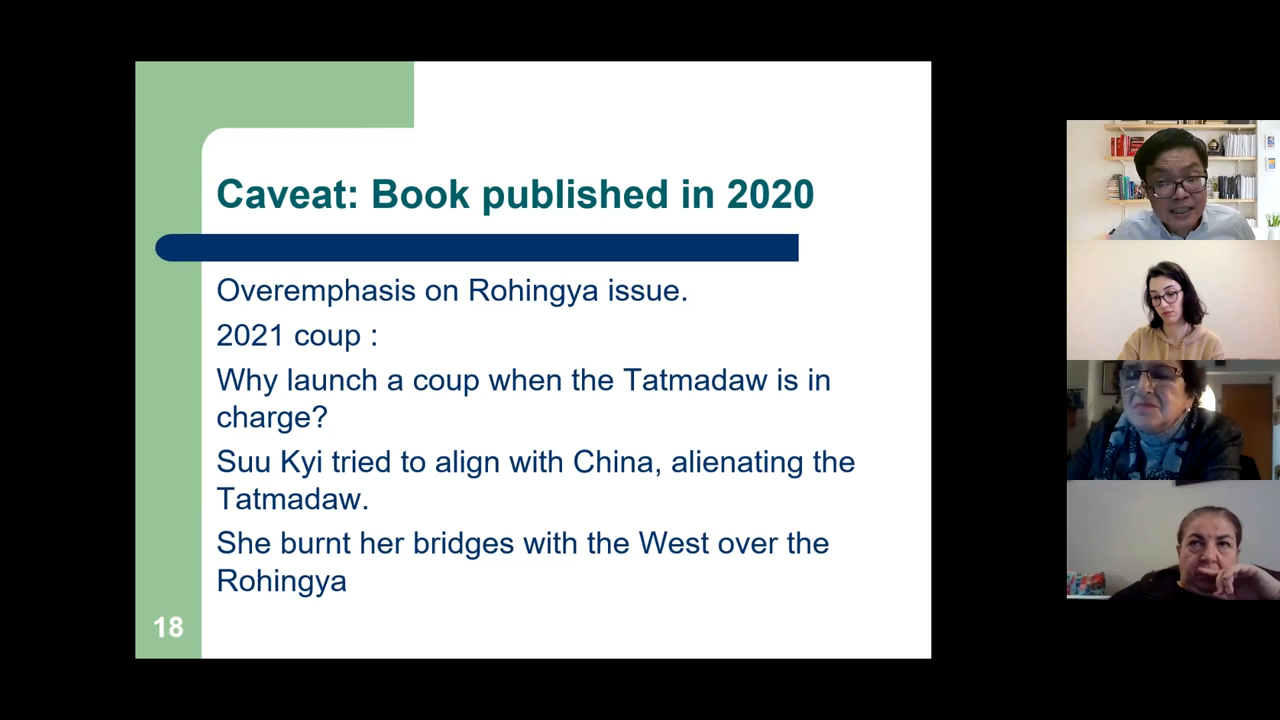 Caveat: Book published in 2020
Overemphasis on Rohingya issue.
2021 coup :
Why launch a coup when the Tatmadaw is in
charge?
Suu Kyi tried to align with China, alienating the
Tatmadaw.
She burnt her bridges with the West over the
Rohingya
18